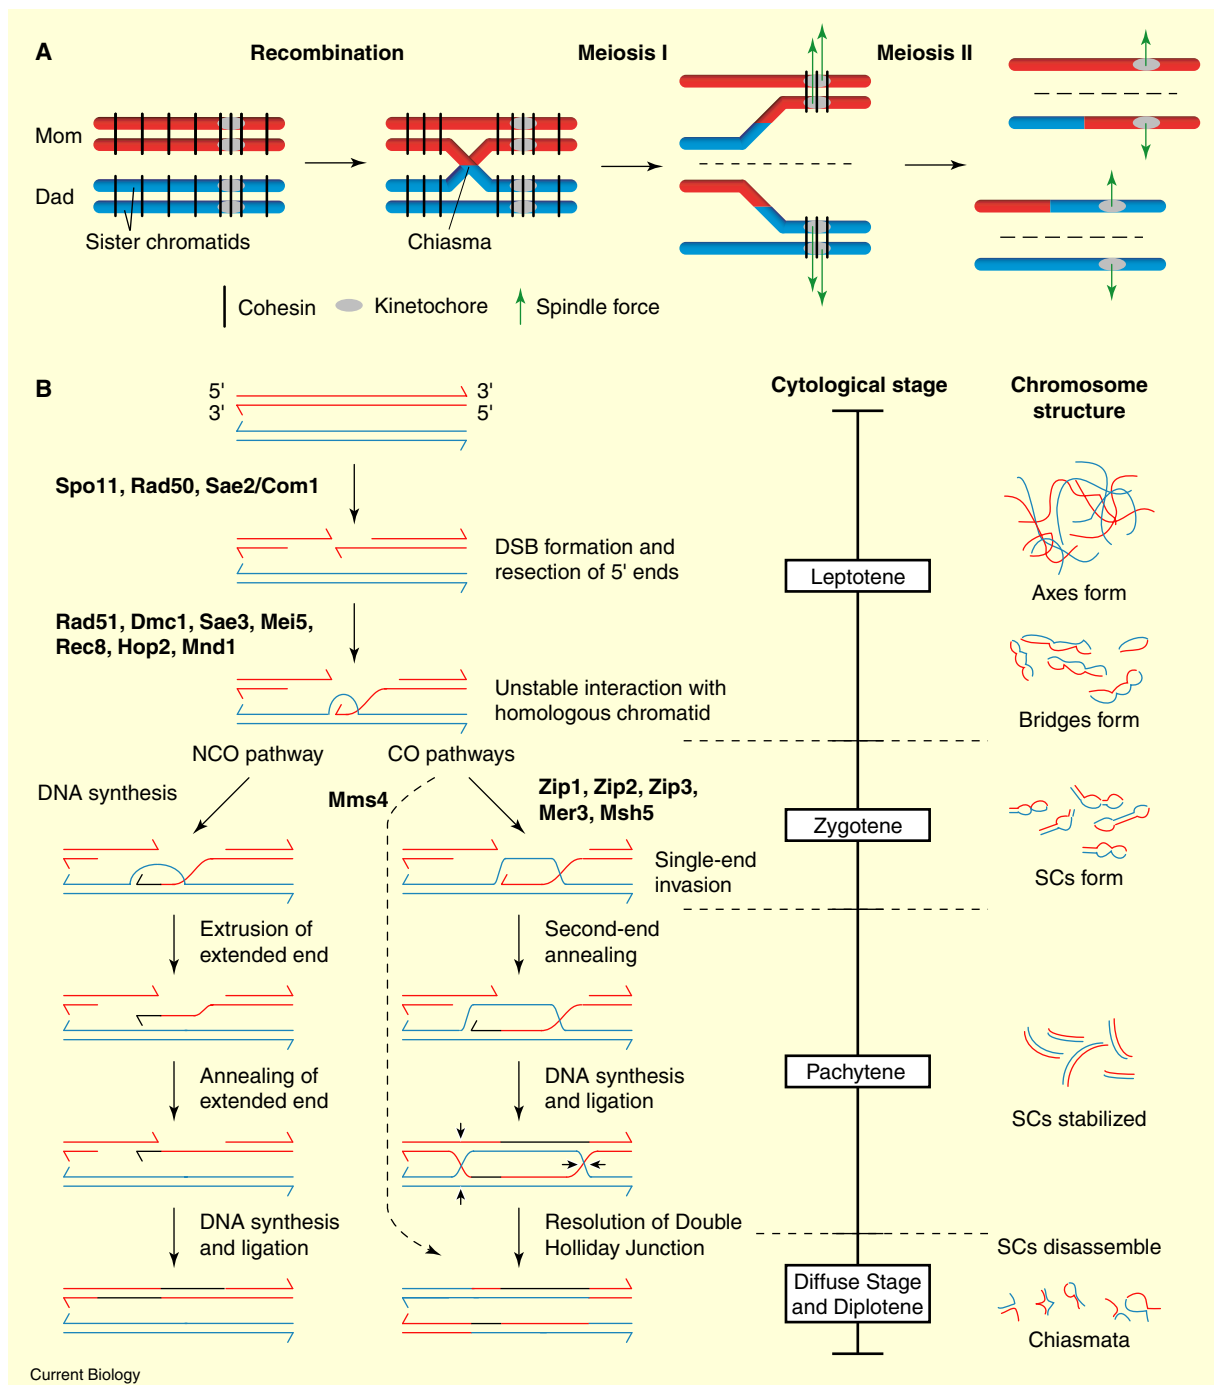 A
Recombination
Meiosis I
Meiosis II
Mom
Dad
Sister chromatids
Chiasma
Cohesin
Kinetochore
Spindle force
B
Cytological stage
Chromosome
structure
5'
3'
3'
5'
Spo11, Rad50, Sae2/Com1
DSB formation and
resection of 5' ends
Leptotene
Axes form
Rad51, Dmc1, Sae3, Mei5,
Rec8, Hop2, Mnd1
Unstable interaction with
homologous chromatid
Bridges form
NCO pathway
CO pathways
DNA synthesis
Mms4
Zip1, Zip2, Zip3,
Mer3, Msh5
Single-end
invasion
Zygotene
SCs form
Extrusion of
extended end
Second-end
annealing
Annealing of
extended end
DNA synthesis
and ligation
Pachytene
SCs stabilized
DNA synthesis
and ligation
Resolution of Double
Holliday Junction
SCs disassemble
Diffuse Stage
and Diplotene
Chiasmata
Current Biology